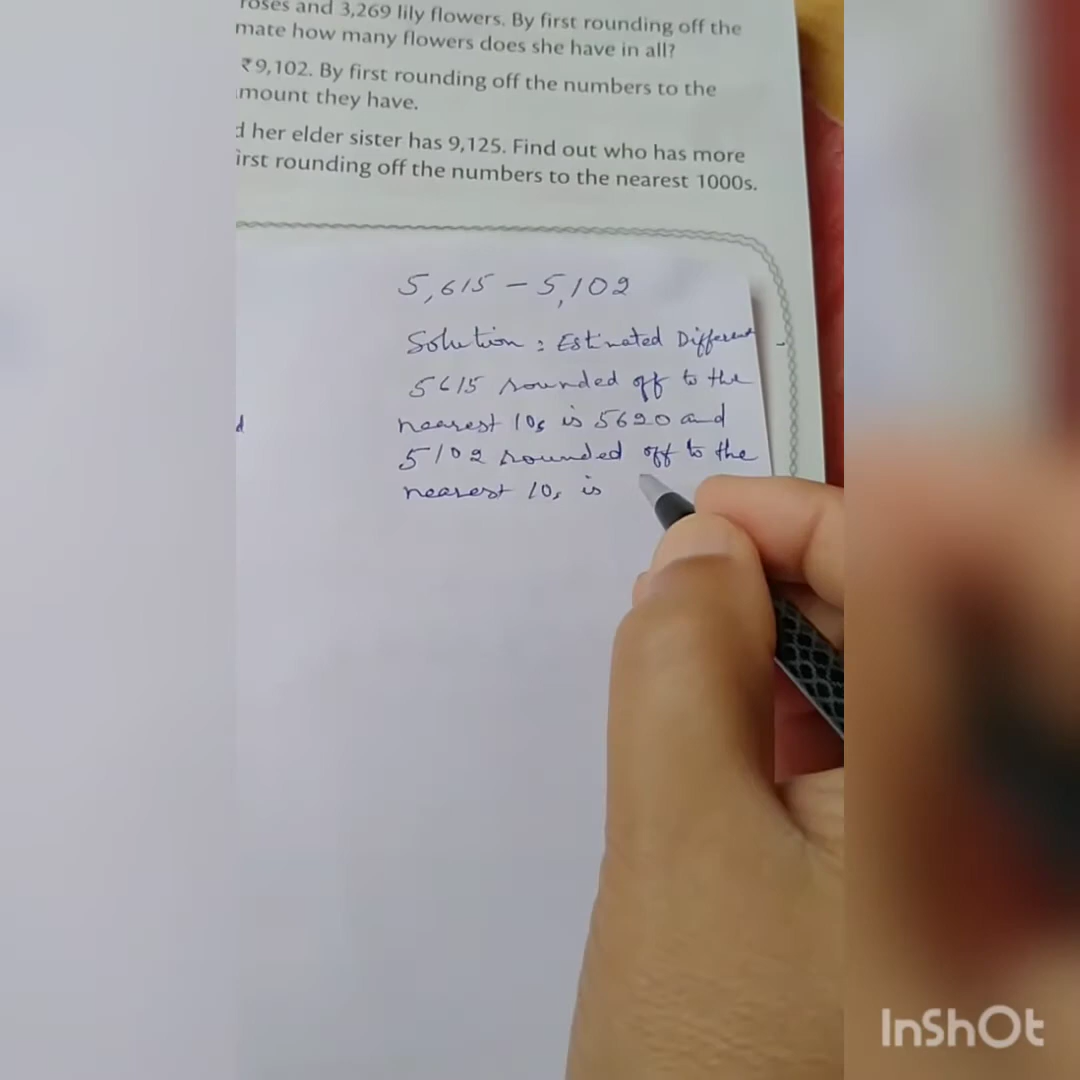 roses and 3,269 lily flowers. By first rounding off the
mate how many flowers does she have in all?
₹9,102. By first rounding off the numbers to the
mount they have.
d her elder sister has 9,125. Find out who has more
irst rounding off the numbers to the nearest 1000s.
5,615 - 5,102
Solution : Estimated Different
5615 rounded off to the
nearest 10s is 5620 and
d
5102 rounded off to the
nearest 10s is
InShOt